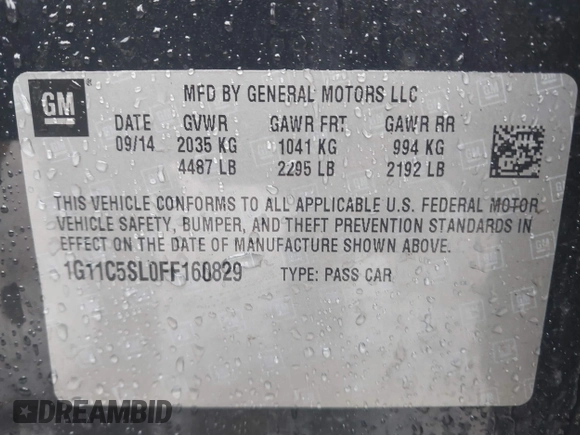 GM
MFD BY GENERAL MOTORS LLC
DATE GVWR GAWR FRT GAWR RR
09/14 2035 KG 1041 KG 994 KG
4487 LB 2295 LB 2192 LB
THIS VEHICLE CONFORMS TO ALL APPLICABLE U.S. FEDERAL MOTOR
VEHICLE SAFETY, BUMPER, AND THEFT PREVENTION STANDARDS IN
EFFECT ON THE DATE OF MANUFACTURE SHOWN ABOVE.
1G11C5SL0FF160829 TYPE: PASS CAR
DREAMBID